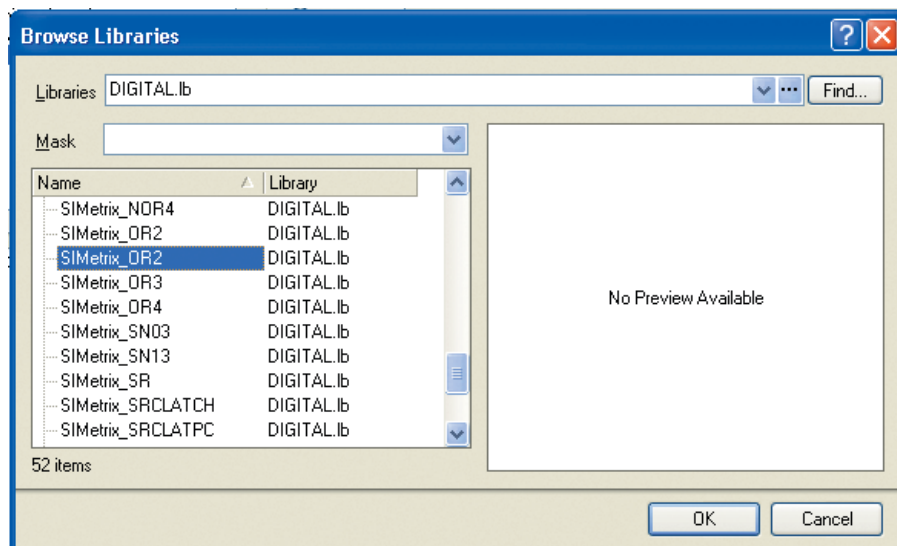 Browse Libraries
Libraries DIGITAL.lb Find...
Mask
Name Library
SIMetrix_NOR4 DIGITAL.lb
SIMetrix_OR2 DIGITAL.lb
SIMetrix_OR2 DIGITAL.lb
SIMetrix_OR3 DIGITAL.lb
SIMetrix_OR4 DIGITAL.lb
SIMetrix_SN03 DIGITAL.lb
SIMetrix_SN13 DIGITAL.lb
SIMetrix_SR DIGITAL.lb
SIMetrix_SRCLATCH DIGITAL.lb
SIMetrix_SRCLATPC DIGITAL.lb
No Preview Available
52 items
OK Cancel